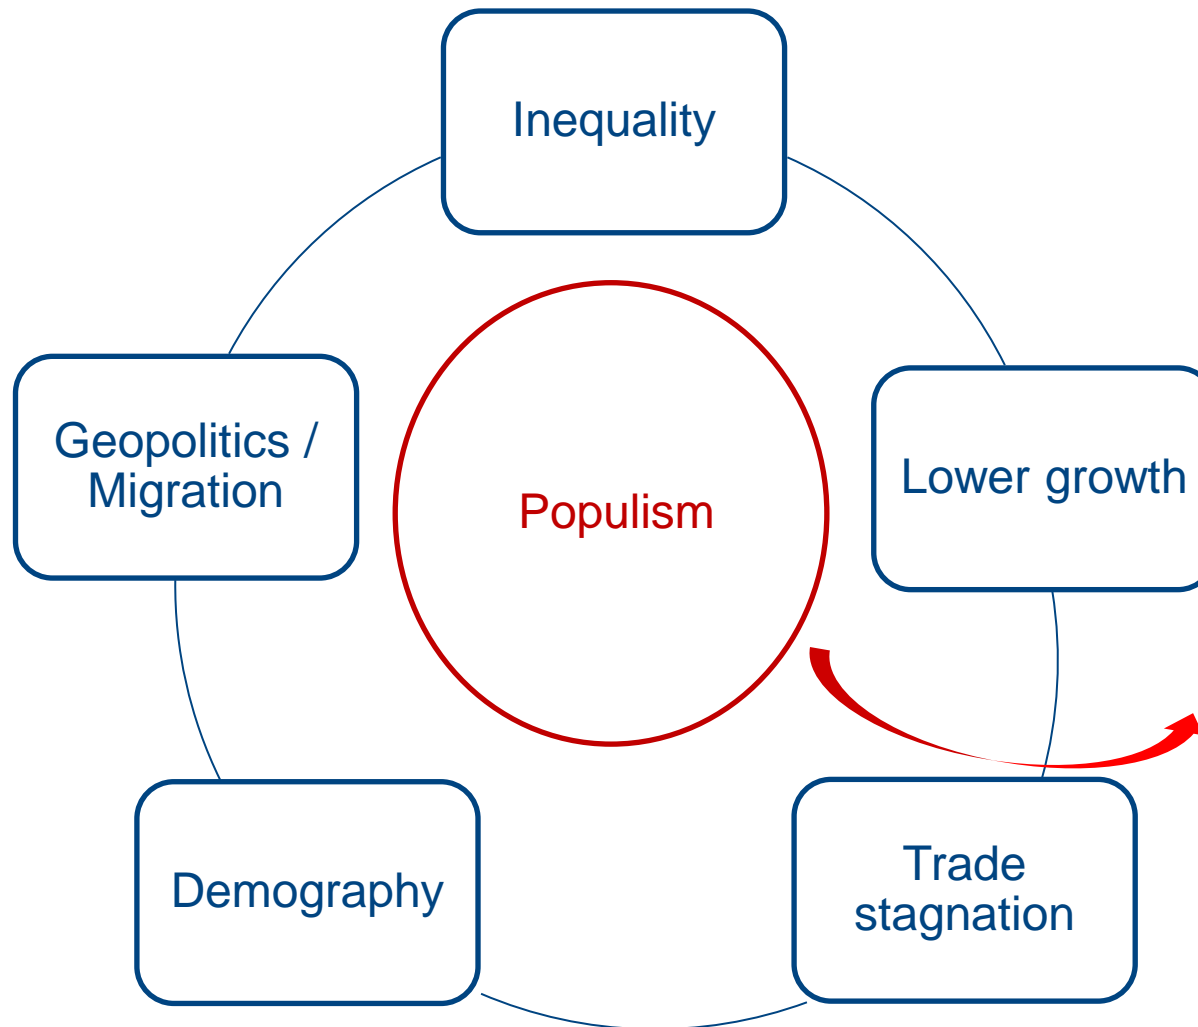 Inequality
Geopolitics /
Migration
Lower growth
Populism
Demography
Trade
stagnation